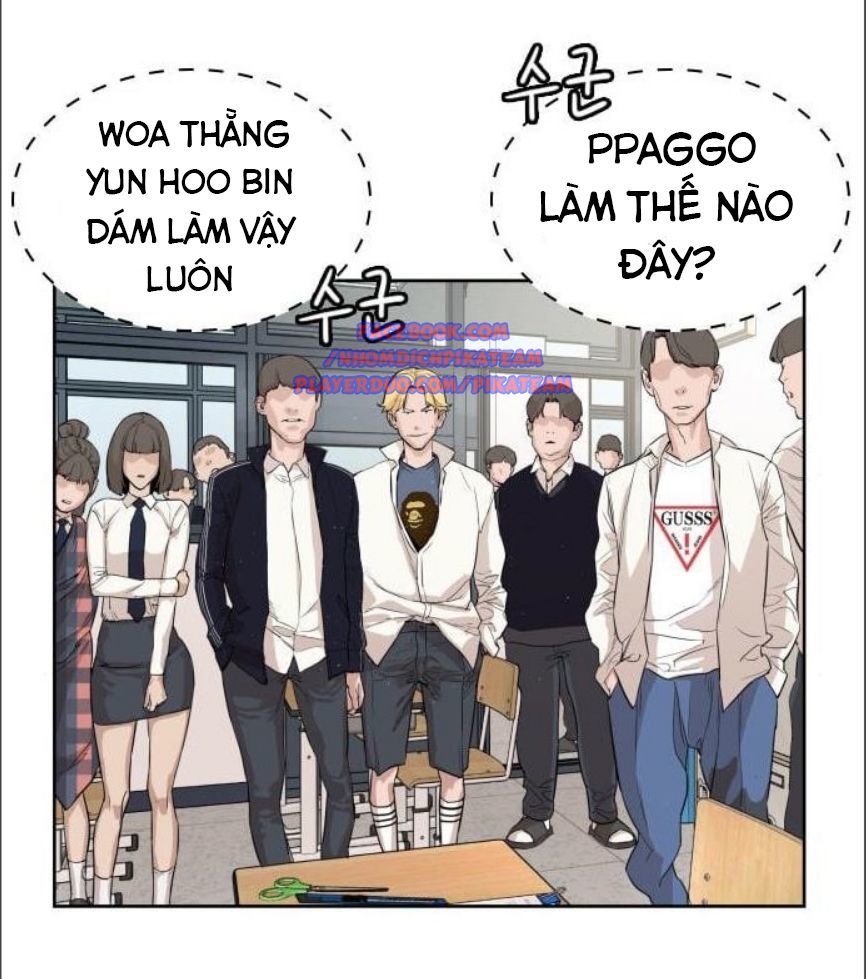 WOA THẰNG
YUN HOO BIN
DÁM LÀM VẬY
LUÔN
수군
PPAGGO
LÀM THẾ NÀO
ĐÂY?
수군
FACEBOOK.COM
/NHOMDICHPIKATEAM
PLAYERDUO.COM/PIKATEAM
GUSSS